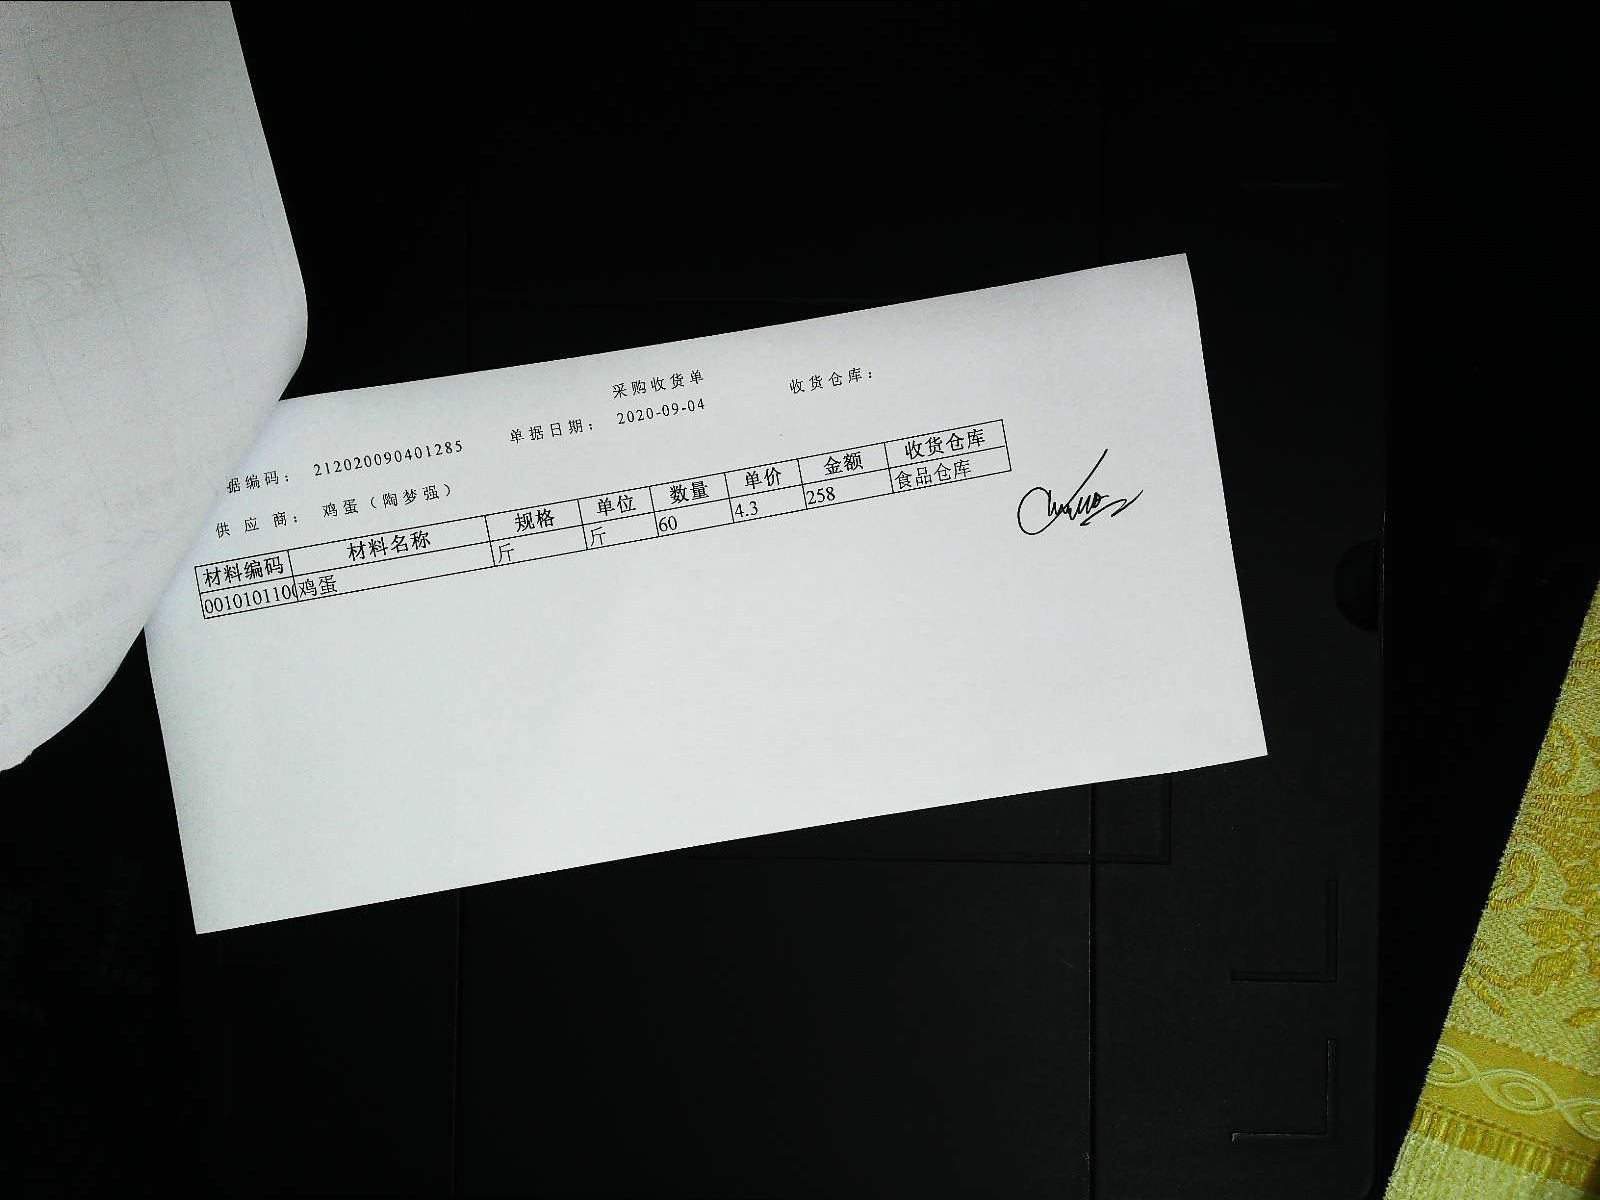 采购收货单
据编码： 212020090401285 单据日期： 2020-09-04 收货仓库：
供应商： 鸡蛋（陶梦强）
材料编码 材料名称 规格 单位 数量 单价 金额 收货仓库
0010101100 鸡蛋 斤 斤 60 4.3 258 食品仓库